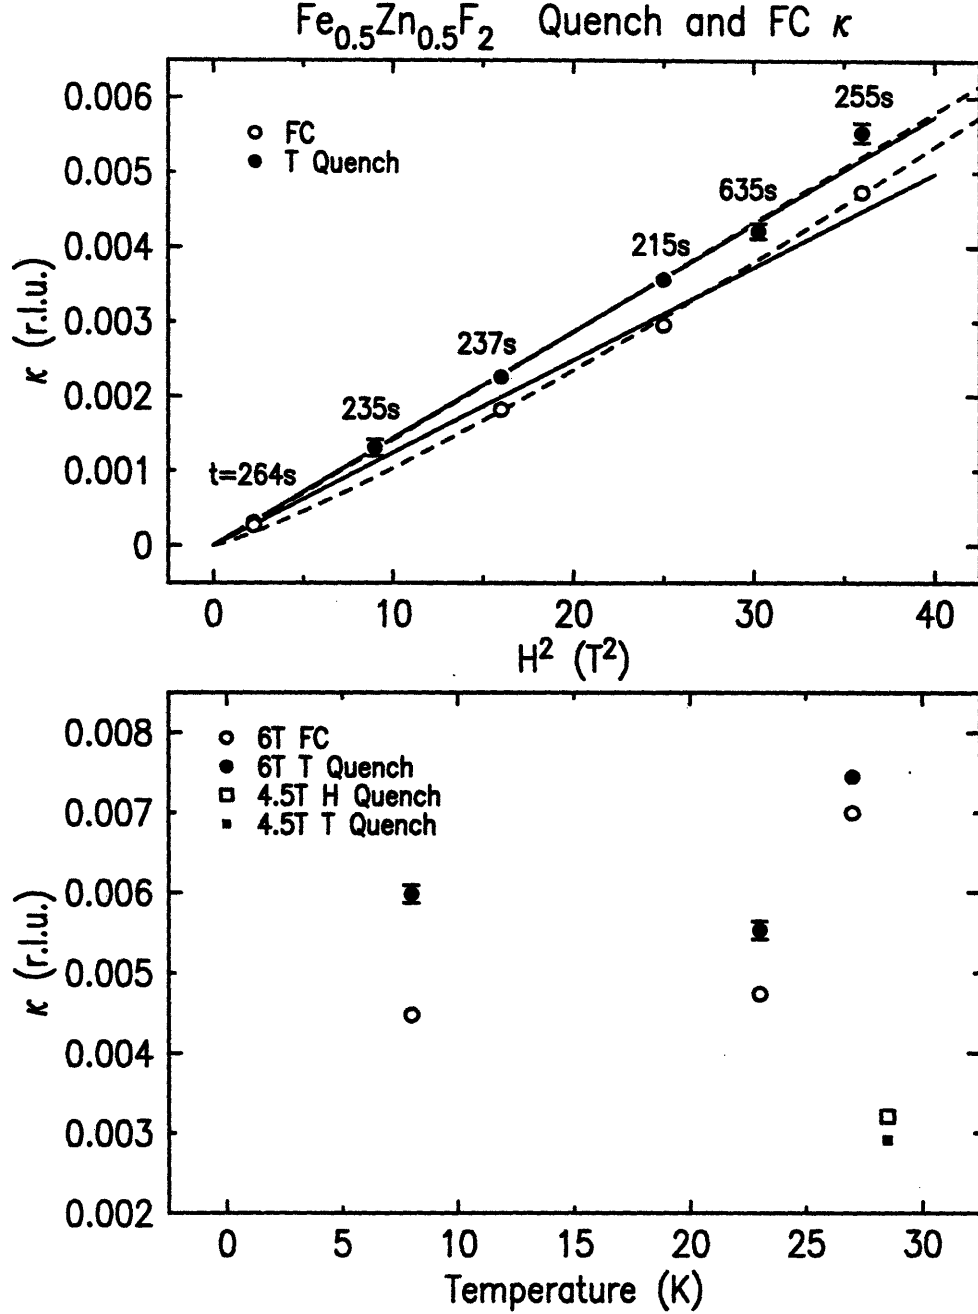 Fe0.5Zn0.5F2 Quench and FC κ
0.006
0.005
0.004
0.003
0.002
0.001
0
κ (r.l.u.)
FC
T Quench
255s
635s
215s
237s
235s
t=264s
0 10 20 30 40
H² (T²)
0.008
0.007
0.006
0.005
0.004
0.003
0.002
κ (r.l.u.)
6T FC
6T T Quench
4.5T H Quench
4.5T T Quench
0 5 10 15 20 25 30
Temperature (K)